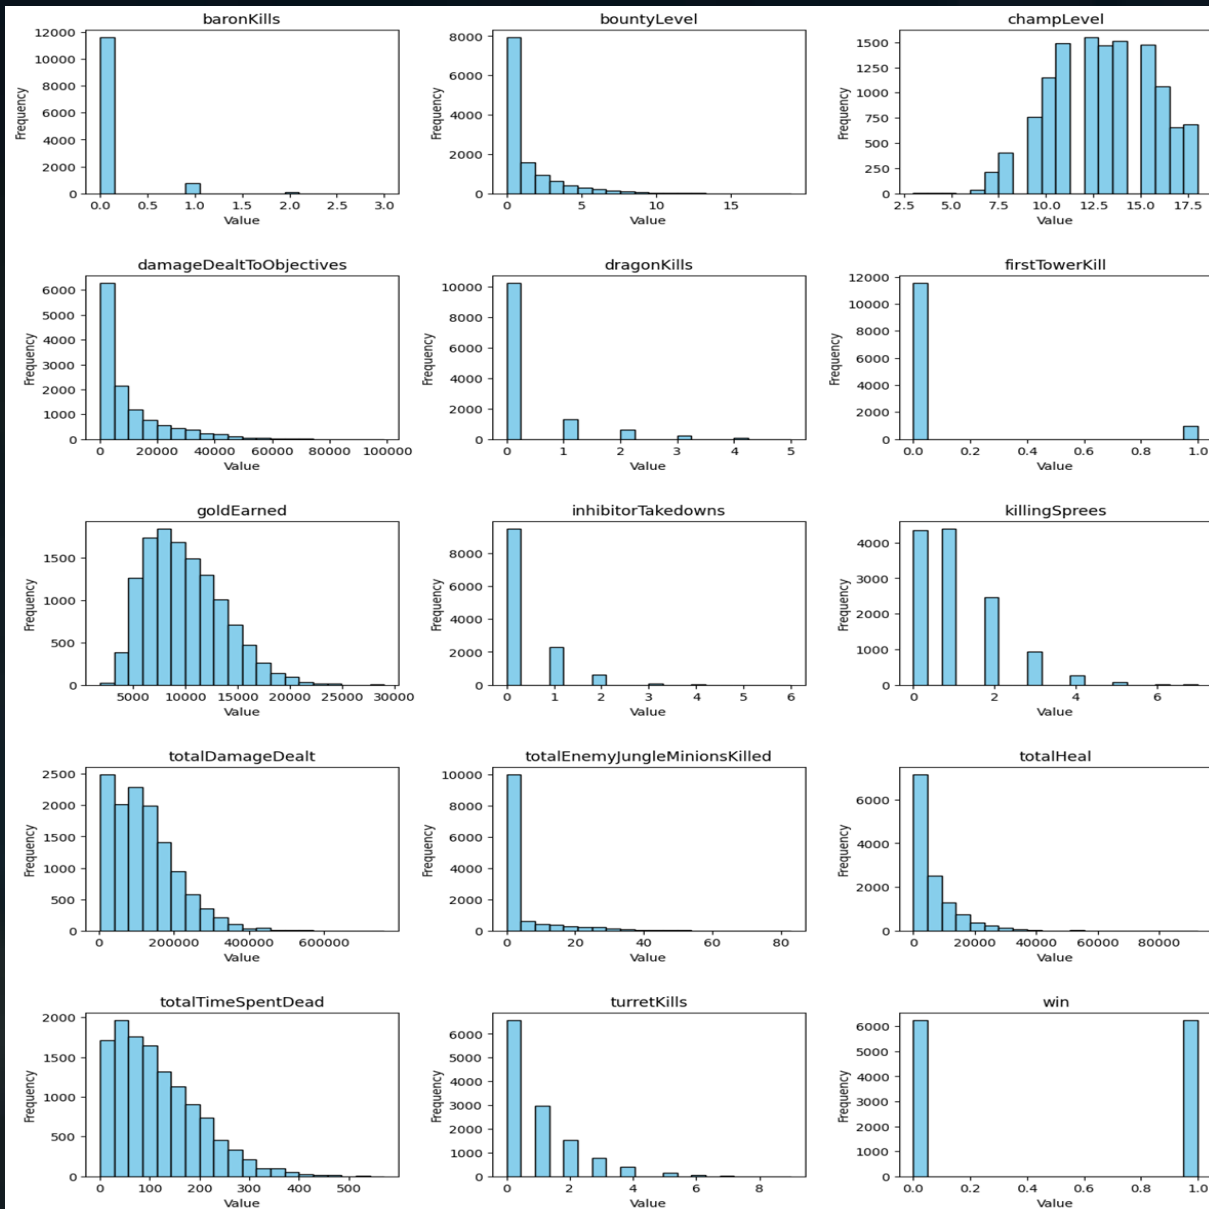 baronKills
12000
10000
8000
6000
4000
2000
0
Frequency
0.0 0.5 1.0 1.5 2.0 2.5 3.0
Value
bountyLevel
8000
6000
4000
2000
0
Frequency
0 5 10 15
Value
champLevel
1500
1250
1000
750
500
250
0
Frequency
2.5 5.0 7.5 10.0 12.5 15.0 17.5
Value
damageDealtToObjectives
6000
5000
4000
3000
2000
1000
0
Frequency
0 20000 40000 60000 80000 100000
Value
dragonKills
10000
8000
6000
4000
2000
0
Frequency
0 1 2 3 4 5
Value
firstTowerKill
12000
10000
8000
6000
4000
2000
0
Frequency
0.0 0.2 0.4 0.6 0.8 1.0
Value
goldEarned
1500
1000
500
0
Frequency
5000 10000 15000 20000 25000 30000
Value
inhibitorTakedowns
8000
6000
4000
2000
0
Frequency
0 1 2 3 4 5 6
Value
killingSprees
4000
3000
2000
1000
0
Frequency
0 2 4 6
Value
totalDamageDealt
2500
2000
1500
1000
500
0
Frequency
0 200000 400000 600000
Value
totalEnemyJungleMinionsKilled
10000
8000
6000
4000
2000
0
Frequency
0 20 40 60 80
Value
totalHeal
6000
4000
2000
0
Frequency
0 20000 40000 60000 80000
Value
totalTimeSpentDead
2000
1500
1000
500
0
Frequency
0 100 200 300 400 500
Value
turretKills
6000
5000
4000
3000
2000
1000
0
Frequency
0 2 4 6 8
Value
win
6000
5000
4000
3000
2000
1000
0
Frequency
0.0 0.2 0.4 0.6 0.8 1.0
Value